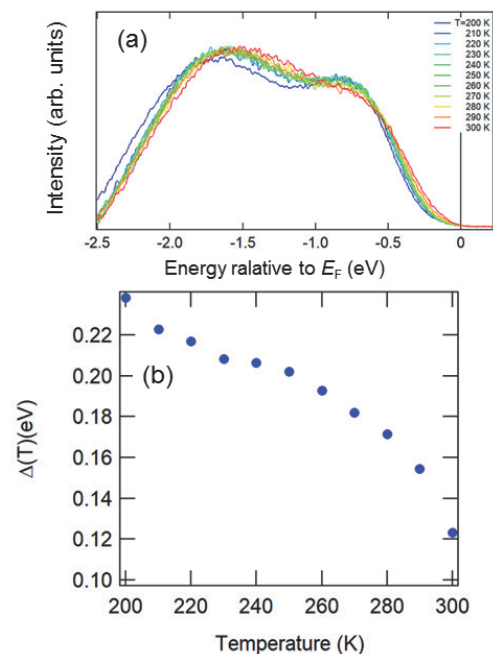 (a)
T=200 K
210 K
220 K
230 K
240 K
250 K
260 K
270 K
280 K
290 K
300 K
Intensity (arb. units)
-2.5 -2.0 -1.5 -1.0 -0.5 0
Energy ralative to EF (eV)
(b)
0.22
0.20
0.18
0.16
0.14
0.12
0.10
Δ(T)(eV)
200 220 240 260 280 300
Temperature (K)